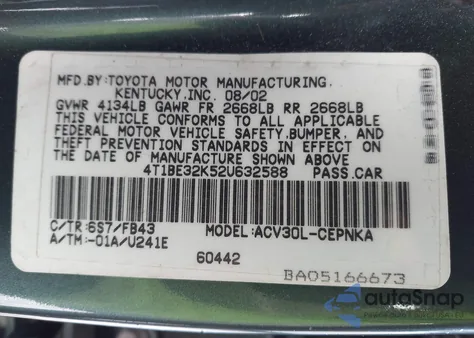 MFD.BY:TOYOTA MOTOR MANUFACTURING,
KENTUCKY,INC. 08/02
GVWR 4134LB GAWR FR 2668LB RR 2668LB
THIS VEHICLE CONFORMS TO ALL APPLICABLE
FEDERAL MOTOR VEHICLE SAFETY,BUMPER, AND
THEFT PREVENTION STANDARDS IN EFFECT ON
THE DATE OF MANUFACTURE SHOWN ABOVE
4T1BE32K52U632588 PASS.CAR
C/TR:6S7/FB43 MODEL:ACV30L-CEPNKA
A/TM:-01A/U241E
60442
BA05166673
autoSnap